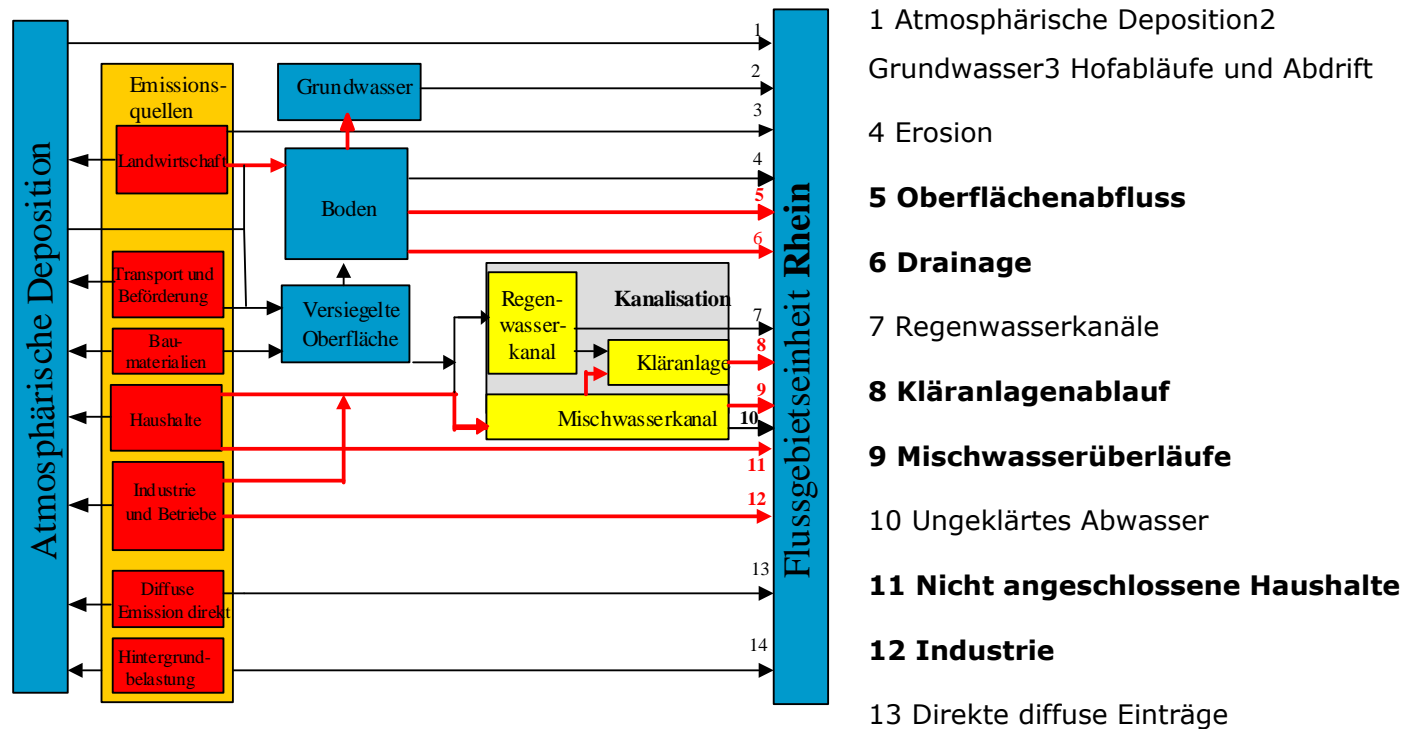 Atmosphärische Deposition
Emissions-
quellen
Landwirtschaft
Transport und
Beförderung
Bau-
materialien
Haushalte
Industrie
und Betriebe
Diffuse
Emission direkt
Hintergrund-
belastung
Grundwasser
Boden
Versiegelte
Oberfläche
Regen-
wasser-
kanal
Kanalisation
Kläranlage
Mischwasserkanal
1
2
3
4
5
6
7
8
9
10
11
12
13
14
Flussgebietseinheit Rhein
1 Atmosphärische Deposition2
Grundwasser3 Hofabläufe und Abdrift
4 Erosion
5 Oberflächenabfluss
6 Drainage
7 Regenwasserkanäle
8 Kläranlagenablauf
9 Mischwasserüberläufe
10 Ungeklärtes Abwasser
11 Nicht angeschlossene Haushalte
12 Industrie
13 Direkte diffuse Einträge